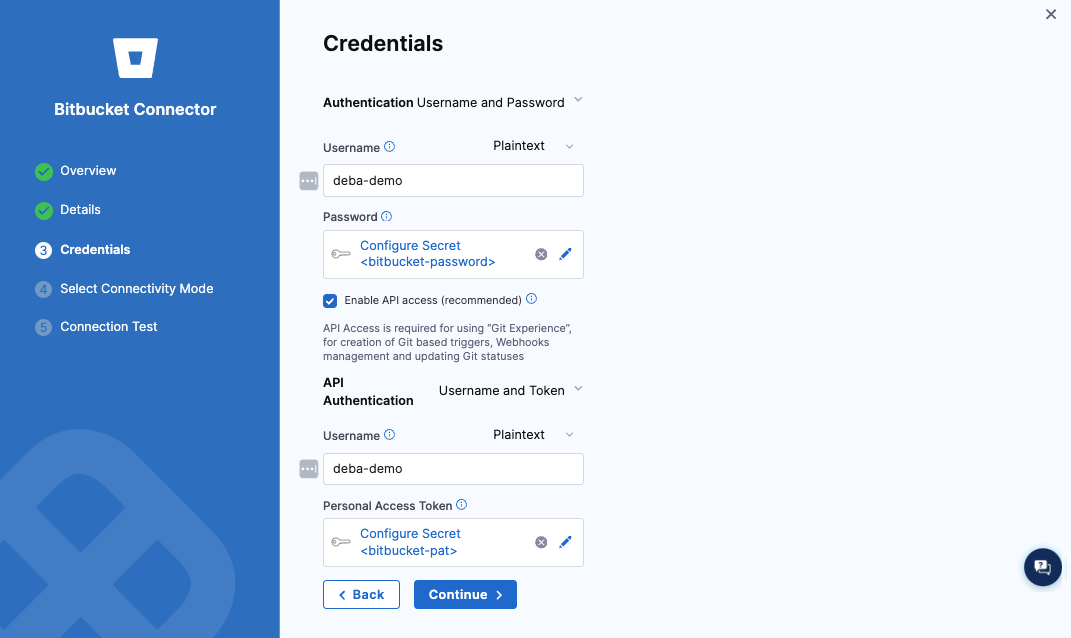 Bitbucket Connector
Overview
Details
3 Credentials
4 Select Connectivity Mode
5 Connection Test
Credentials
Authentication Username and Password
Username Plaintext
deba-demo
Password
Configure Secret
<bitbucket-password>
Enable API access (recommended)
API Access is required for using “Git Experience”,
for creation of Git based triggers, Webhooks
management and updating Git statuses
API
Authentication
Username and Token
Username Plaintext
deba-demo
Personal Access Token
Configure Secret
<bitbucket-pat>
Back Continue